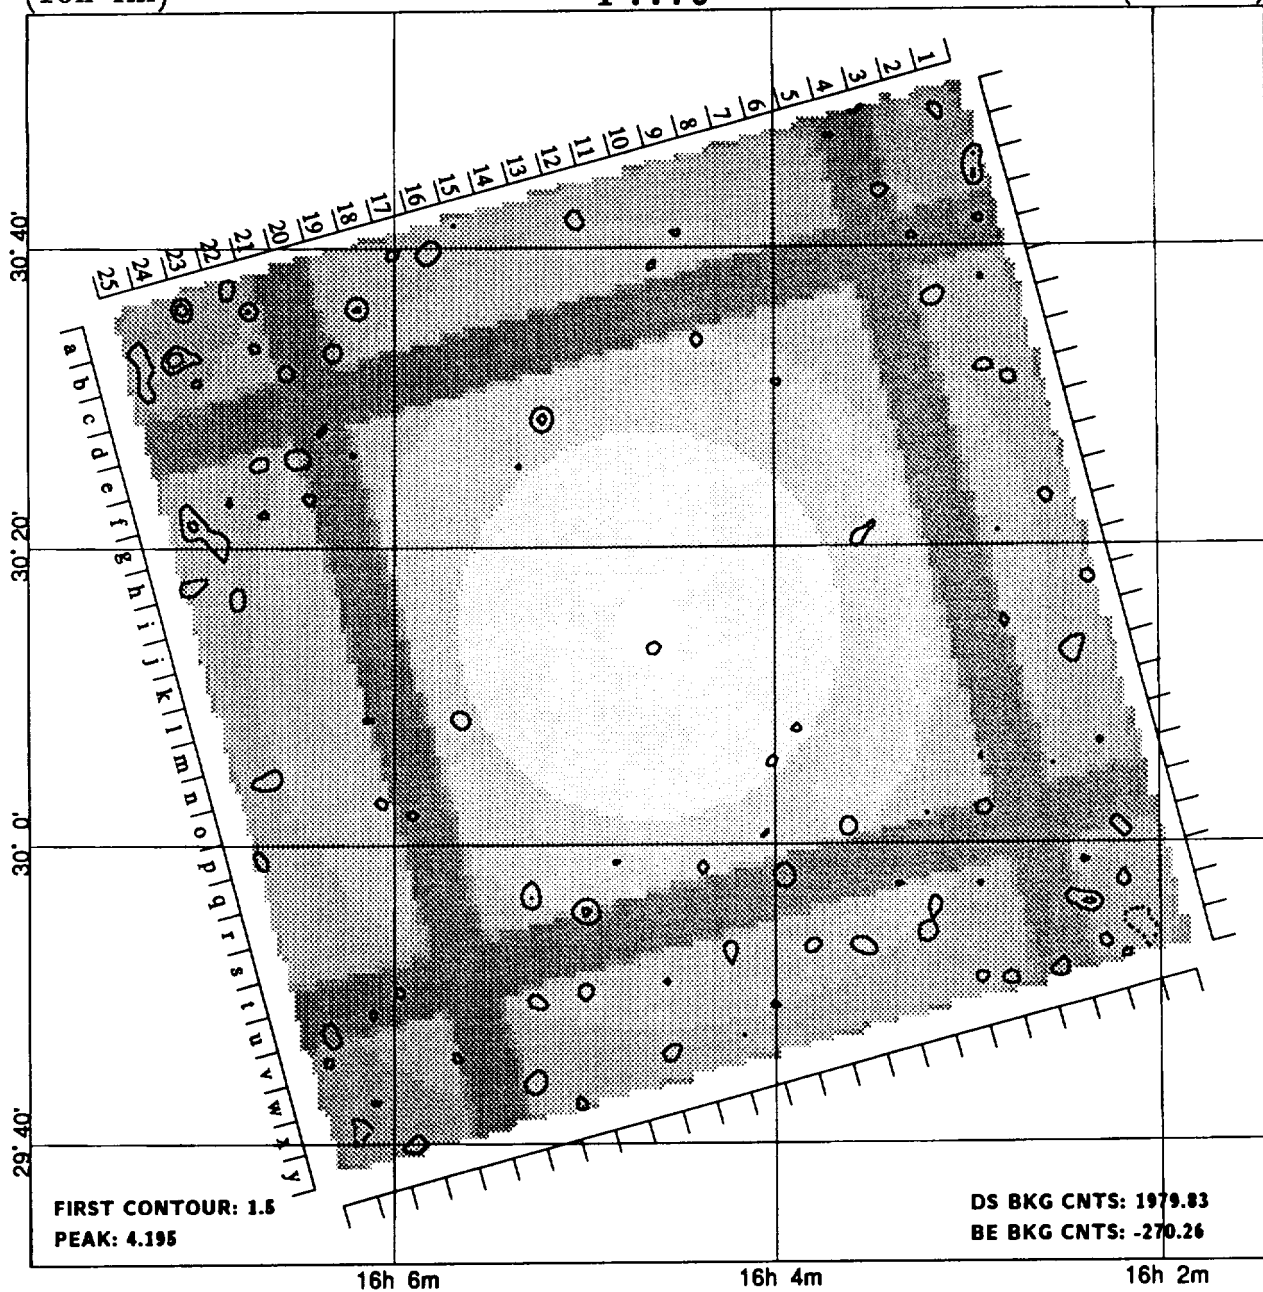 1 2 3 4 5 6 7 8 9 10 11 12 13 14 15 16 17 18 19 20 21 22 23 24 25
30° 40'
a b c d e f g h i j k l m n o p q r s t u v w x y
30° 20'
30° 0'
29° 40'
FIRST CONTOUR: 1.5
PEAK: 4.195
DS BKG CNTS: 1979.83
BE BKG CNTS: -270.26
16h 6m
16h 4m
16h 2m